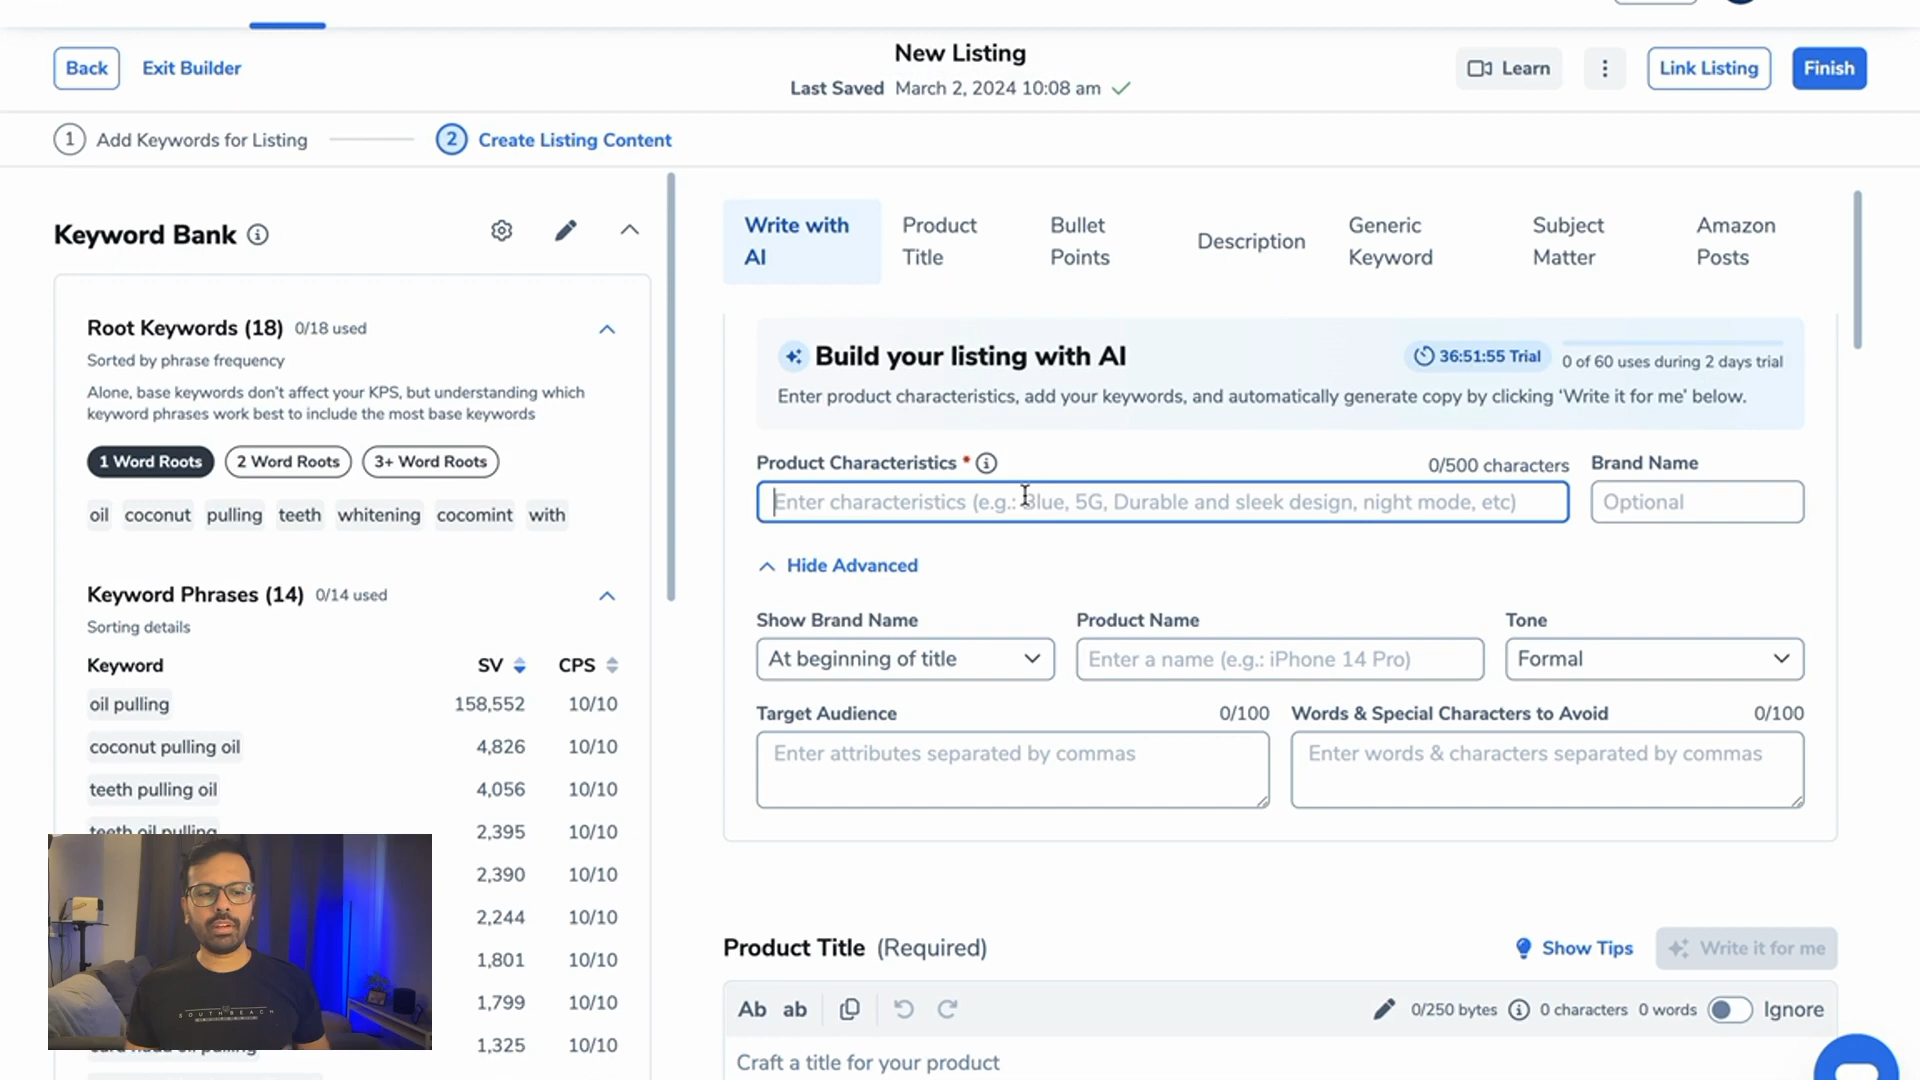 Back
Exit Builder
New Listing
Last Saved March 2, 2024 10:08 am
Learn
Link Listing
Finish
1 Add Keywords for Listing
2 Create Listing Content
Keyword Bank
Root Keywords (18) 0/18 used
Sorted by phrase frequency
Alone, base keywords don't affect your KPS, but understanding which
keyword phrases work best to include the most base keywords
1 Word Roots
2 Word Roots
3+ Word Roots
oil coconut pulling teeth whitening cocomint with
Keyword Phrases (14) 0/14 used
Sorting details
Keyword SV CPS
oil pulling 158,552 10/10
coconut pulling oil 4,826 10/10
teeth pulling oil 4,056 10/10
teeth oil pulling 2,395 10/10
2,390 10/10
2,244 10/10
1,801 10/10
1,799 10/10
1,325 10/10
SOUTH BEACH
Write with
AI
Product
Title
Bullet
Points
Description
Generic
Keyword
Subject
Matter
Amazon
Posts
Build your listing with AI
36:51:55 Trial
0 of 60 uses during 2 days trial
Enter product characteristics, add your keywords, and automatically generate copy by clicking 'Write it for me' below.
Product Characteristics *
0/500 characters
Brand Name
Enter characteristics (e.g.: Blue, 5G, Durable and sleek design, night mode, etc)
Optional
Hide Advanced
Show Brand Name
Product Name
Tone
At beginning of title
Enter a name (e.g.: iPhone 14 Pro)
Formal
Target Audience 0/100
Words & Special Characters to Avoid 0/100
Enter attributes separated by commas
Enter words & characters separated by commas
Product Title (Required)
Show Tips
Write it for me
Ab ab
0/250 bytes 0 characters 0 words Ignore
Craft a title for your product